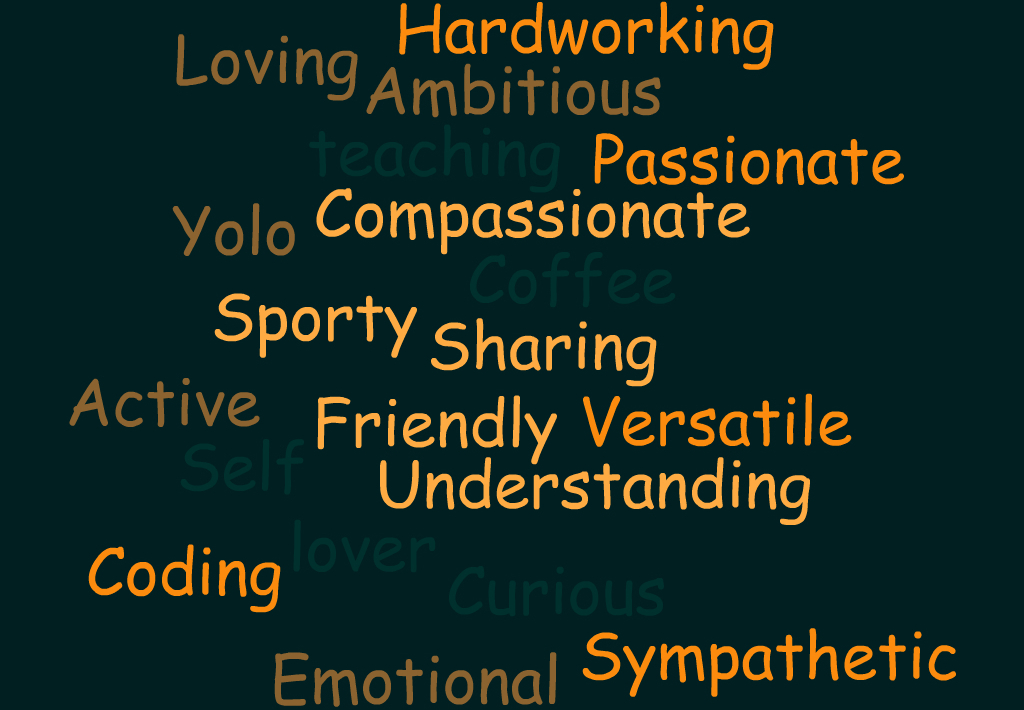 Hardworking
Loving
Ambitious
teaching
Passionate
Yolo
Compassionate
Coffee
Sporty
Sharing
Active
Friendly
Versatile
Self
Understanding
lover
Coding
Curious
Emotional
Sympathetic